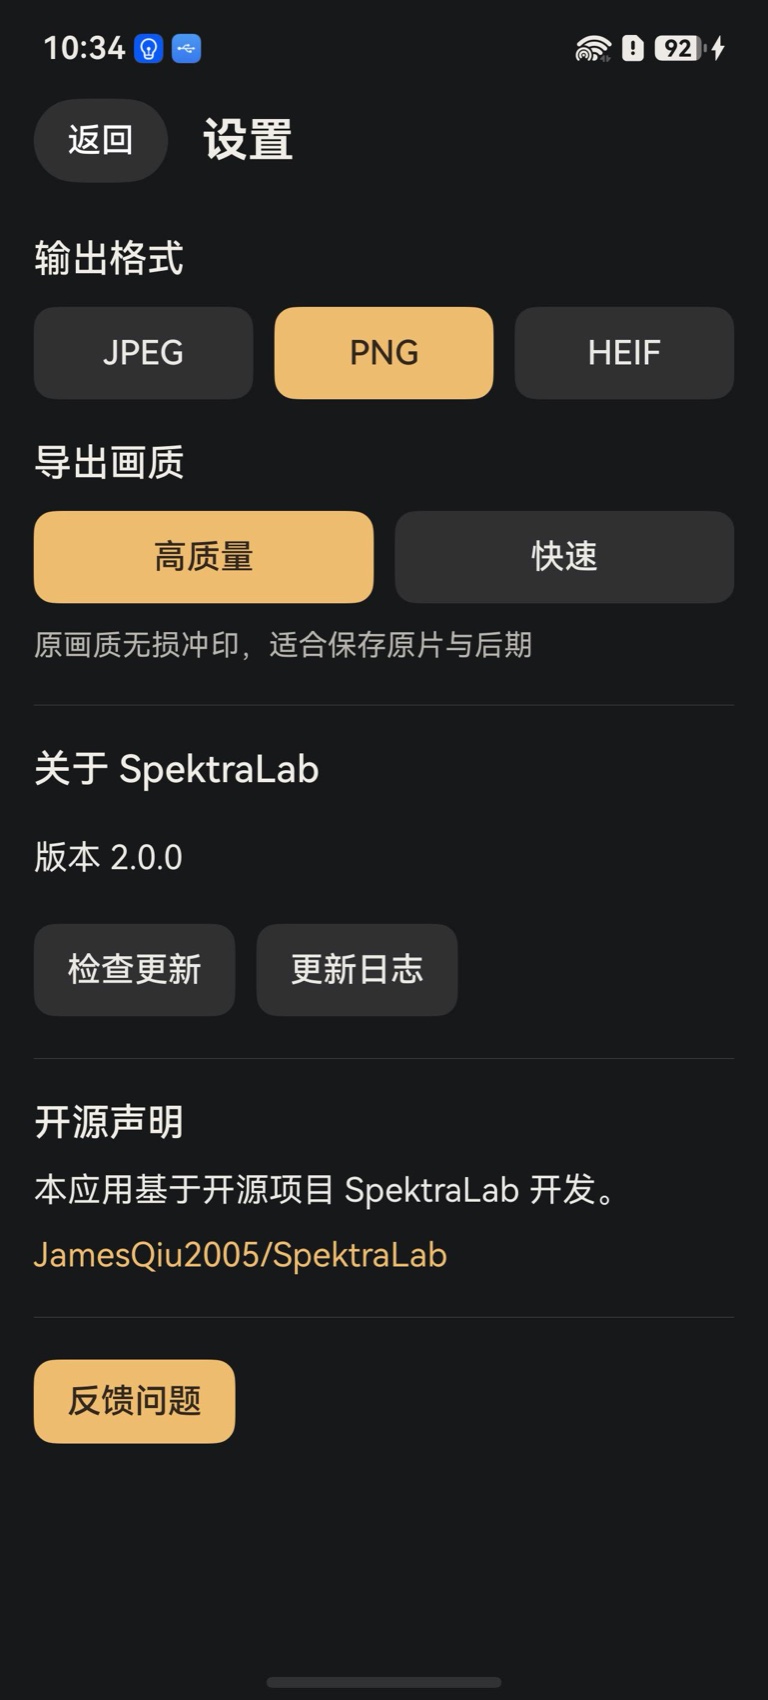 10:34
92
返回
设置
输出格式
JPEG
PNG
HEIF
导出画质
高质量
快速
原画质无损冲印，适合保存原片与后期
关于 SpektraLab
版本 2.0.0
检查更新
更新日志
开源声明
本应用基于开源项目 SpektraLab 开发。
JamesQiu2005/SpektraLab
反馈问题